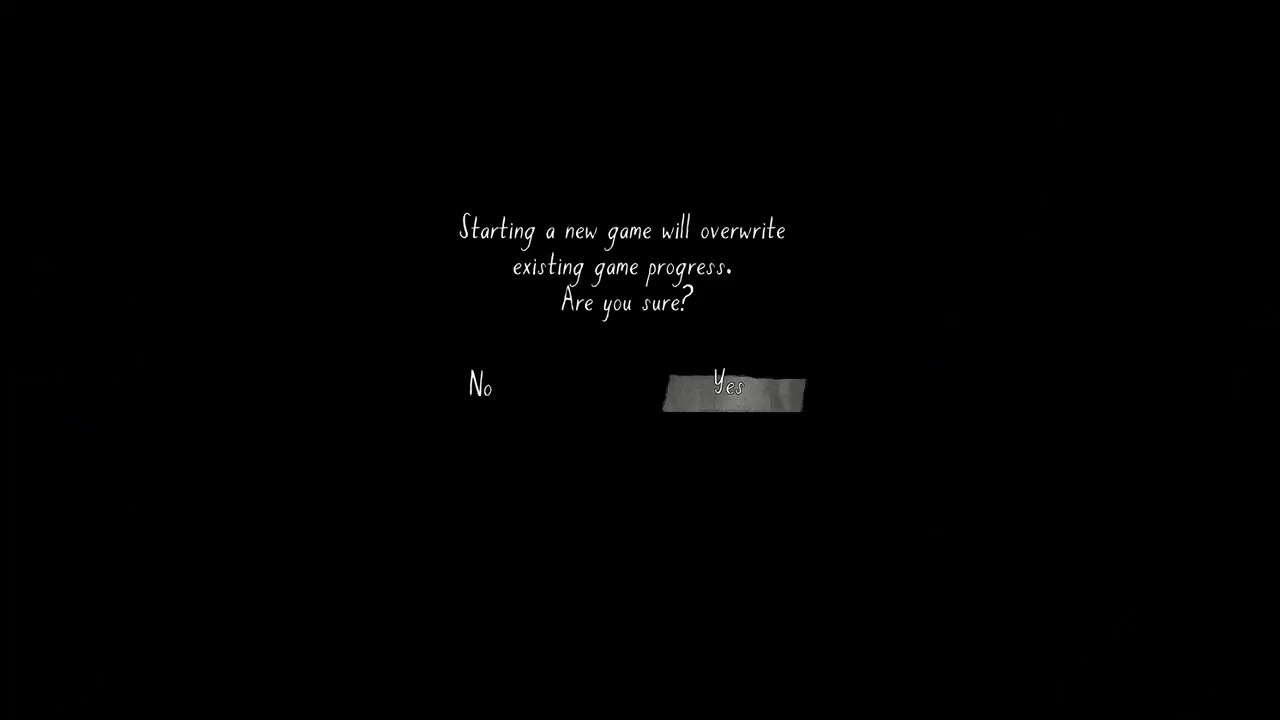 Starting a new game will overwrite
existing game progress.
Are you sure?
No
Yes